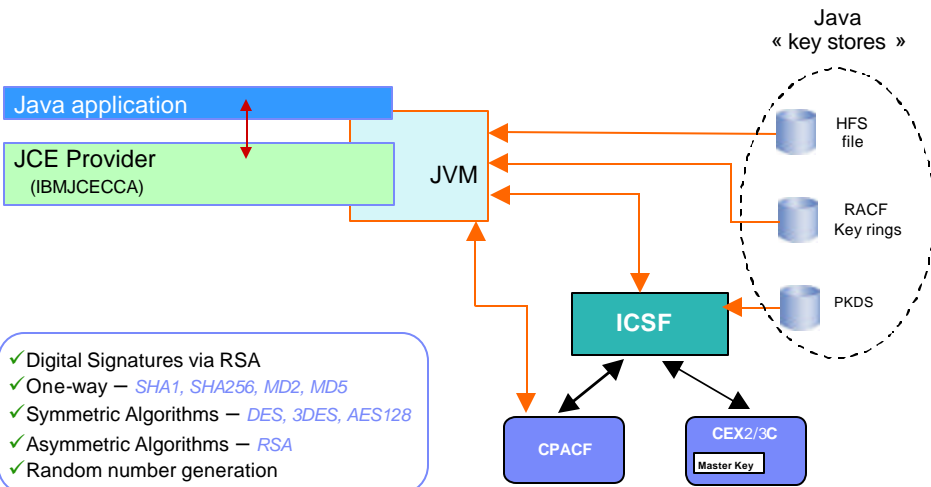 Java
« key stores »
Java application
JCE Provider
(IBMJCECCA)
JVM
HFS
file
RACF
Key rings
PKDS
ICSF
CPACF
CEX2/3C
Master Key
✓Digital Signatures via RSA
✓One-way – SHA1, SHA256, MD2, MD5
✓Symmetric Algorithms – DES, 3DES, AES128
✓Asymmetric Algorithms – RSA
✓Random number generation